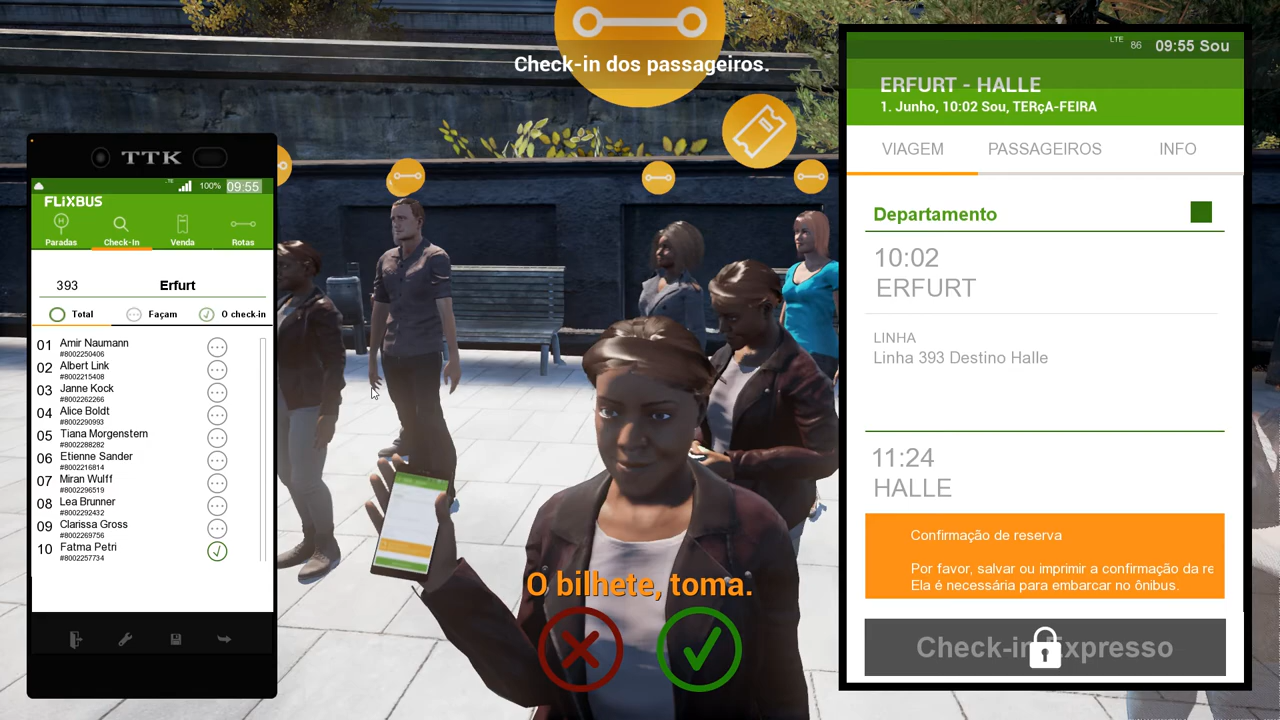 Check-in dos passageiros.
TTK
LTE
100%
09:55
FLiXBUS
Paradas
Check-In
Venda
Rotas
393
Erfurt
Total
Façam
O check-in
01 Amir Naumann
#8002250406
02 Albert Link
#8002215408
03 Janne Kock
#8002262266
04 Alice Boldt
#8002290993
05 Tiana Morgenstern
#8002288282
06 Etienne Sander
#8002216814
07 Miran Wulff
#8002296519
08 Lea Brunner
#8002292432
09 Clarissa Gross
#8002269756
10 Fatma Petri
#8002257734
O bilhete, toma.
LTE
86
09:55 Sou
ERFURT - HALLE
1. Junho, 10:02 Sou, TERçA-FEIRA
VIAGEM
PASSAGEIROS
INFO
Departamento
10:02
ERFURT
LINHA
Linha 393 Destino Halle
11:24
HALLE
Confirmação de reserva
Por favor, salvar ou imprimir a confirmação da re
Ela é necessária para embarcar no ônibus.
Check-in Expresso